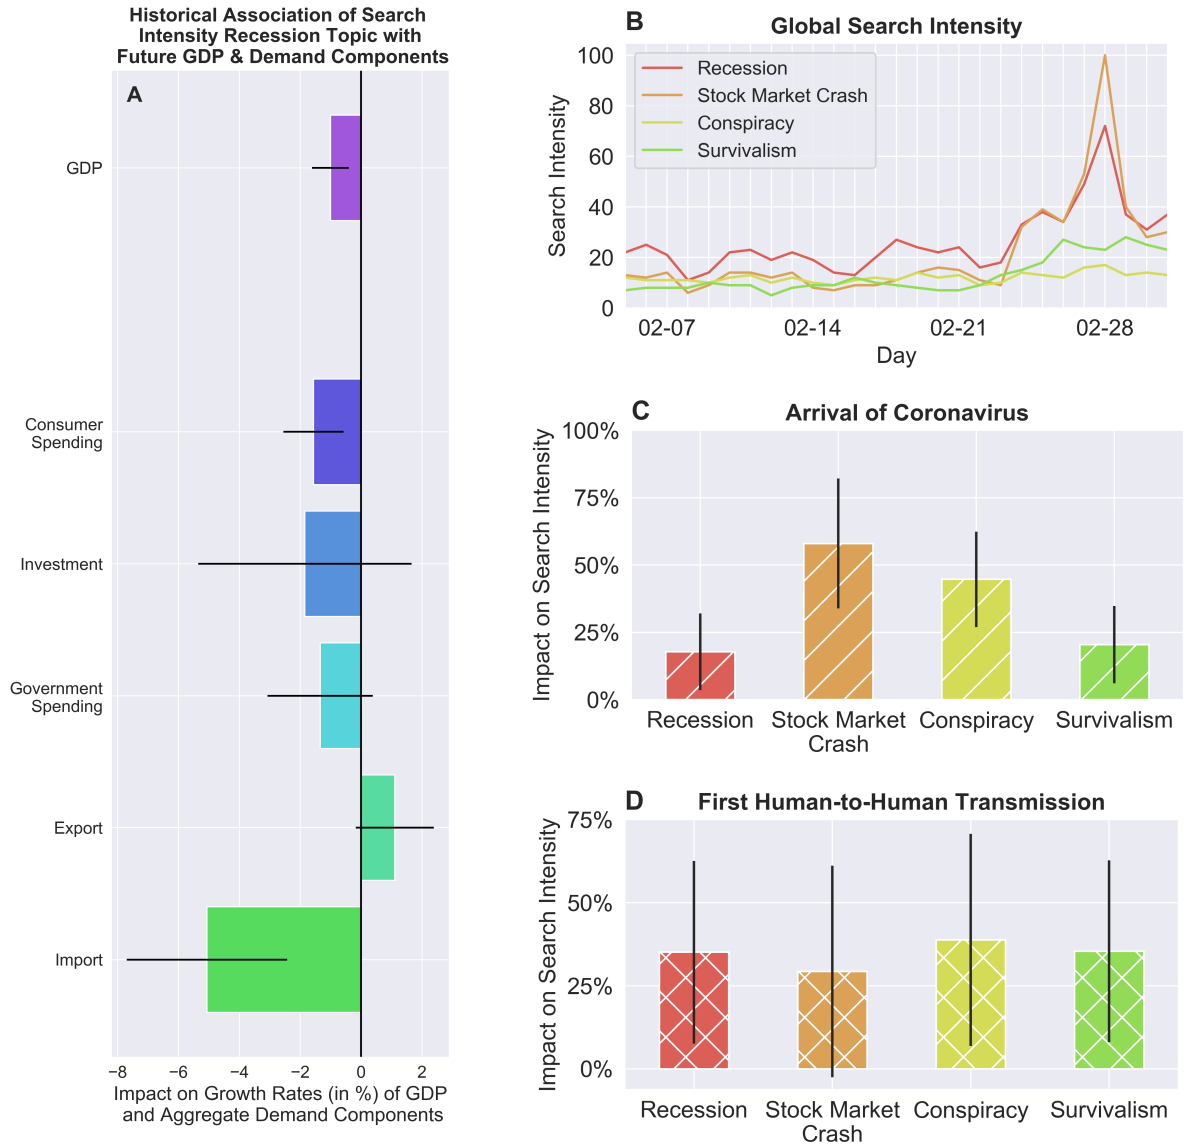 Historical Association of Search
Intensity Recession Topic with
Future GDP & Demand Components
A
GDP
Consumer
Spending
Investment
Government
Spending
Export
Import
−8 −6 −4 −2 0 2
Impact on Growth Rates (in %) of GDP
and Aggregate Demand Components
B
Global Search Intensity
Search Intensity
100
80
60
40
20
0
Recession
Stock Market Crash
Conspiracy
Survivalism
02-07 02-14 02-21 02-28
Day
C
Arrival of Coronavirus
Impact on Search Intensity
100%
75%
50%
25%
0%
Recession Stock Market Conspiracy Survivalism
Crash
D
First Human-to-Human Transmission
Impact on Search Intensity
75%
50%
25%
0%
Recession Stock Market Conspiracy Survivalism
Crash